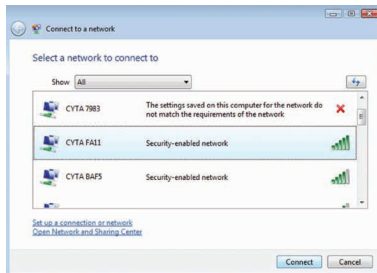 Connect to a network
Select a network to connect to
Show All
CYTA 7983 The settings saved on this computer for the network do
not match the requirements of the network
CYTA FA11 Security-enabled network
CYTA BAF5 Security-enabled network
Set up a connection or network
Open Network and Sharing Center
Connect Cancel